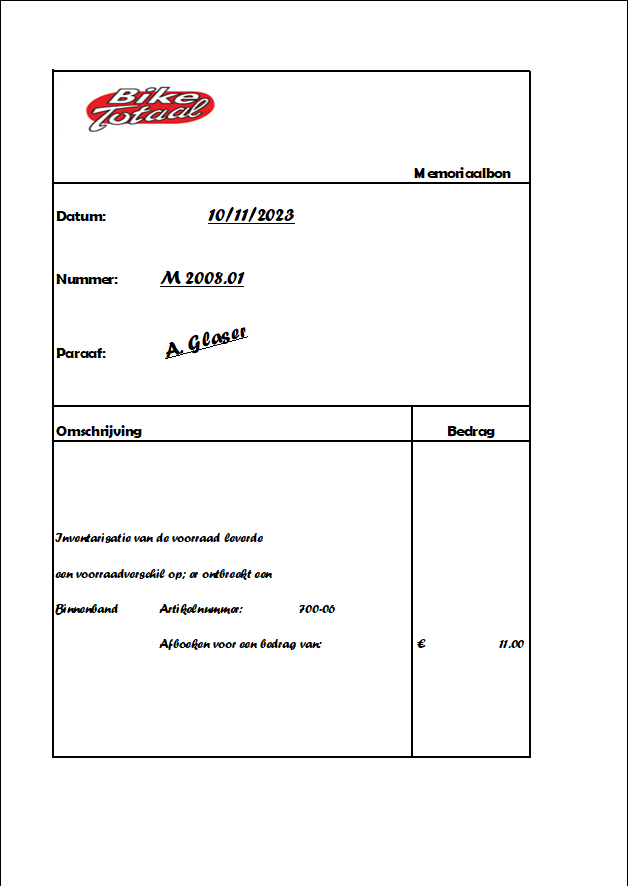 Bike
Totaal
Memoriaalbon
Datum: 10/11/2023
Nummer: M 2008.01
Paraaf: A. Glaser
Omschrijving Bedrag
Inventarisatie van de voorraad leverde
een voorraadverschil op; er ontbreekt een
Binnenband Artikelnummer: 700-06
Afboeken voor een bedrag van: € 11.00